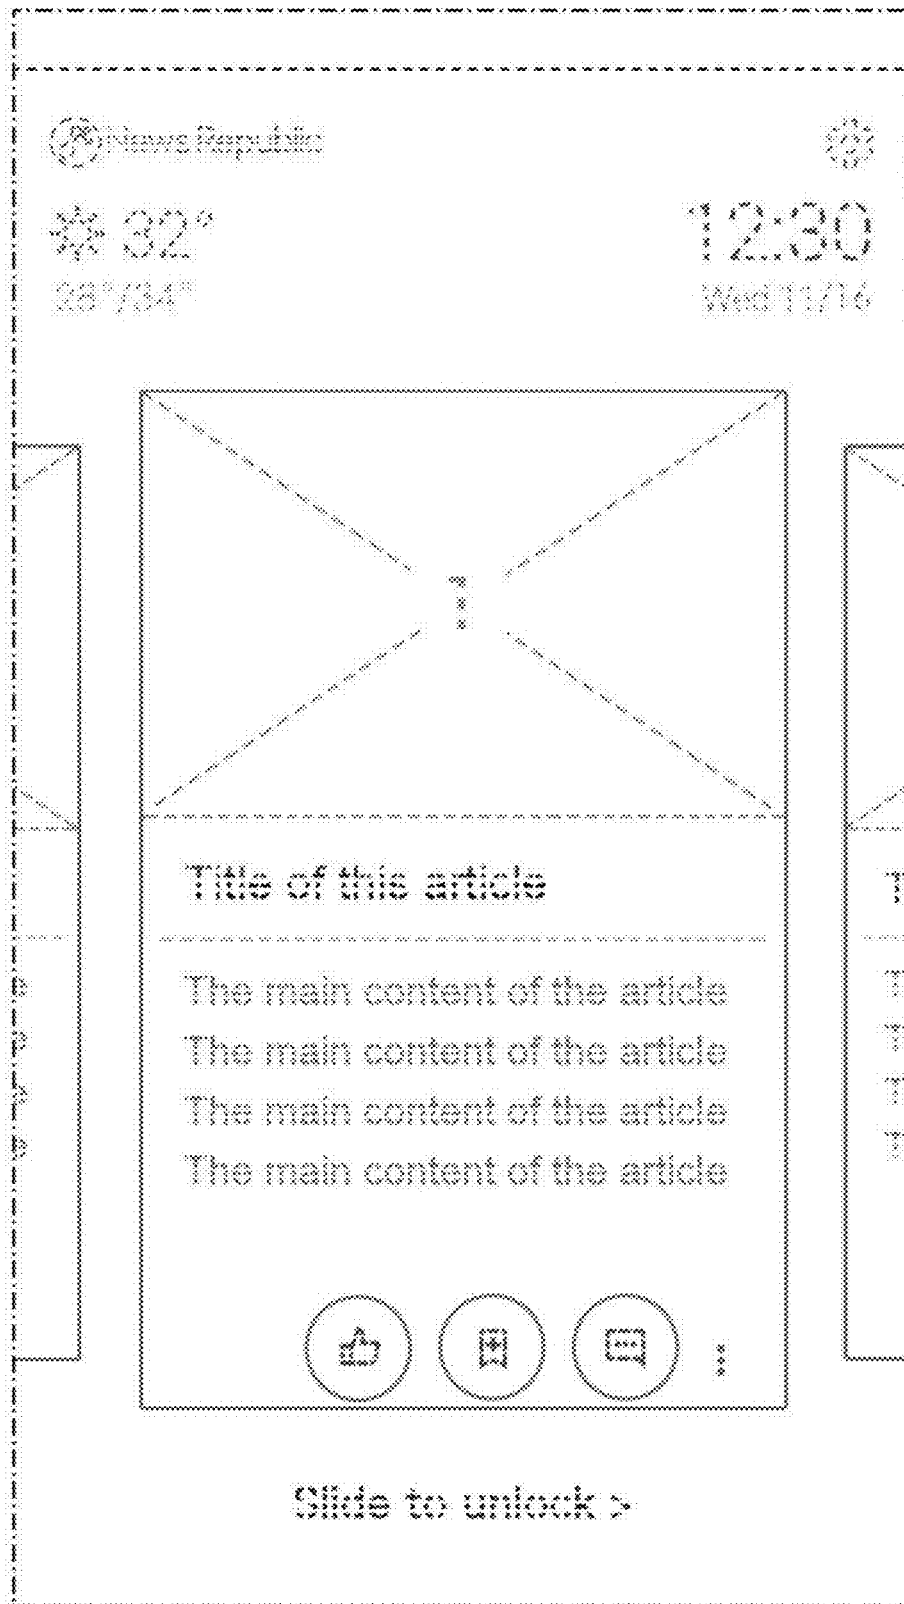 News Republic
32°
12:30
28°/34°
Wed 11/16
1
Title of this article
The main content of the article
The main content of the article
The main content of the article
The main content of the article
Slide to unlock >